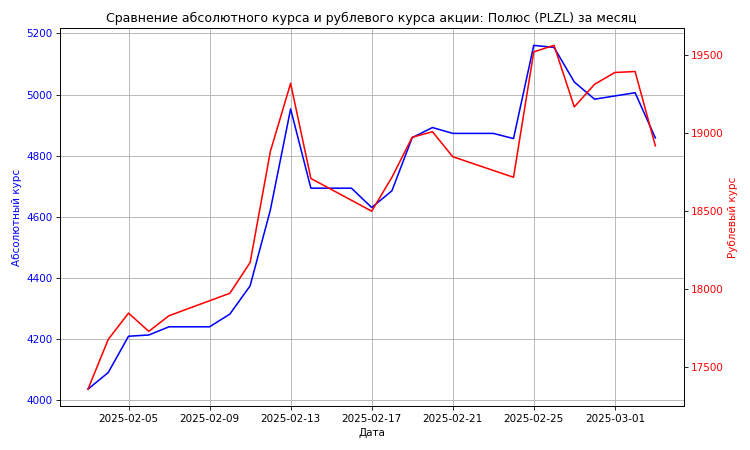 Сравнение абсолютного курса и рублевого курса акции: Полюс (PLZL) за месяц
5200
5000
4800
4600
4400
4200
4000
Абсолютный курс
19500
19000
18500
18000
17500
Рублевый курс
2025-02-05 2025-02-09 2025-02-13 2025-02-17 2025-02-21 2025-02-25 2025-03-01
Дата